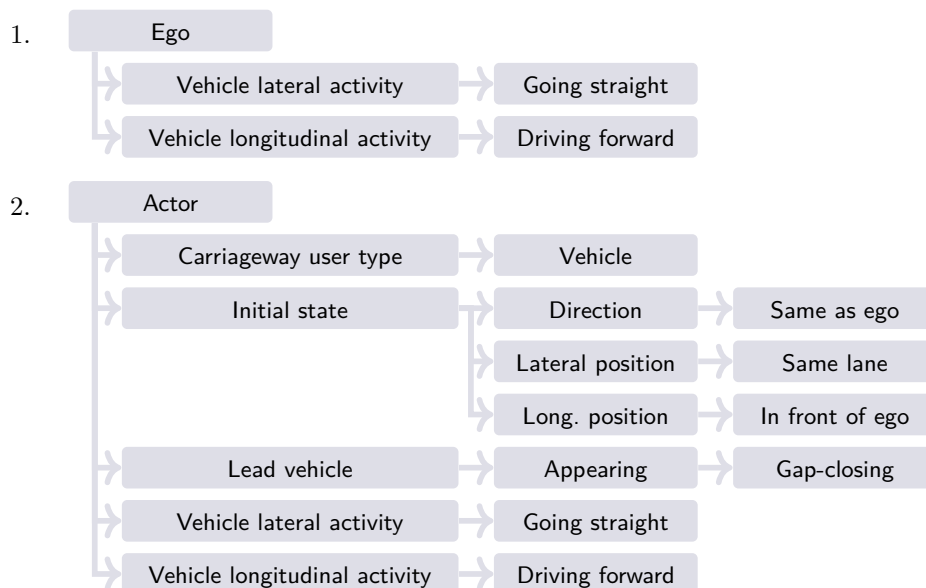 1. Ego
Vehicle lateral activity Going straight
Vehicle longitudinal activity Driving forward
2. Actor
Carriageway user type Vehicle
Initial state Direction Same as ego
Lateral position Same lane
Long. position In front of ego
Lead vehicle Appearing Gap-closing
Vehicle lateral activity Going straight
Vehicle longitudinal activity Driving forward